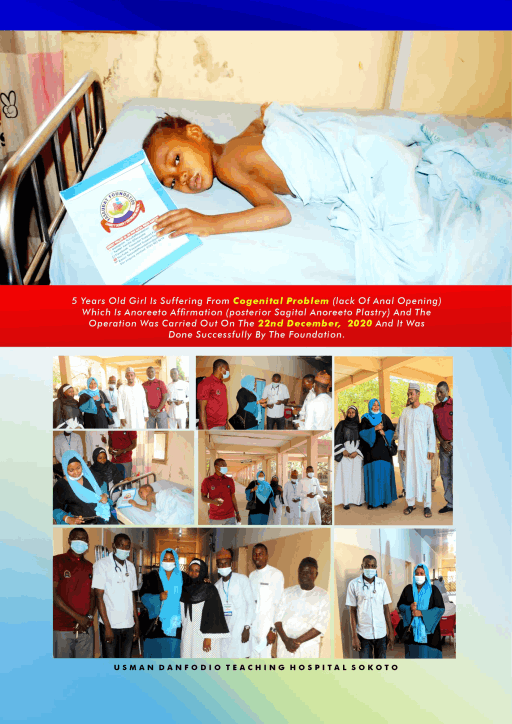 5 Years Old Girl Is Suffering From Cogenital Problem (lack Of Anal Opening)
Which Is Anoreeto Affirmation (posterior Sagital Anoreeto Plastry) And The
Operation Was Carried Out On The 22nd December, 2020 And It Was
Done Successfully By The Foundation.
USMAN DANFODIO TEACHING HOSPITAL SOKOTO